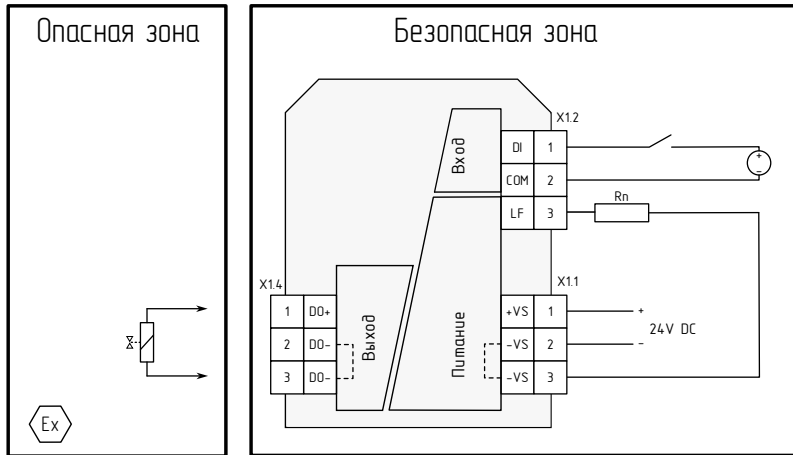 Опасная зона
Безопасная зона
X1.2
Вход
DI 1
COM 2
LF 3
+
−
Rn
X1.4
1 DO+
2 DO-
3 DO-
Выход
Питание
X1.1
+VS 1
-VS 2
-VS 3
+
24V DC
−
Ex